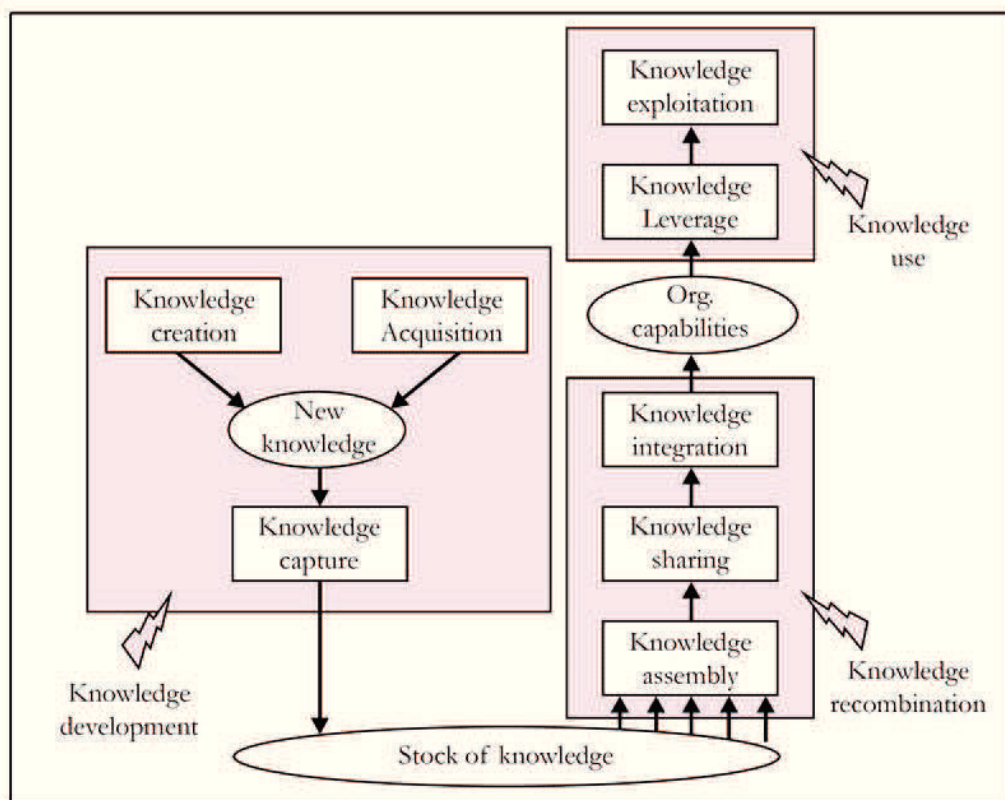 Knowledge
creation
Knowledge
Acquisition
New
knowledge
Knowledge
capture
Knowledge
development
Stock of knowledge
Knowledge
assembly
Knowledge
sharing
Knowledge
integration
Knowledge
recombination
Org.
capabilities
Knowledge
Leverage
Knowledge
exploitation
Knowledge
use